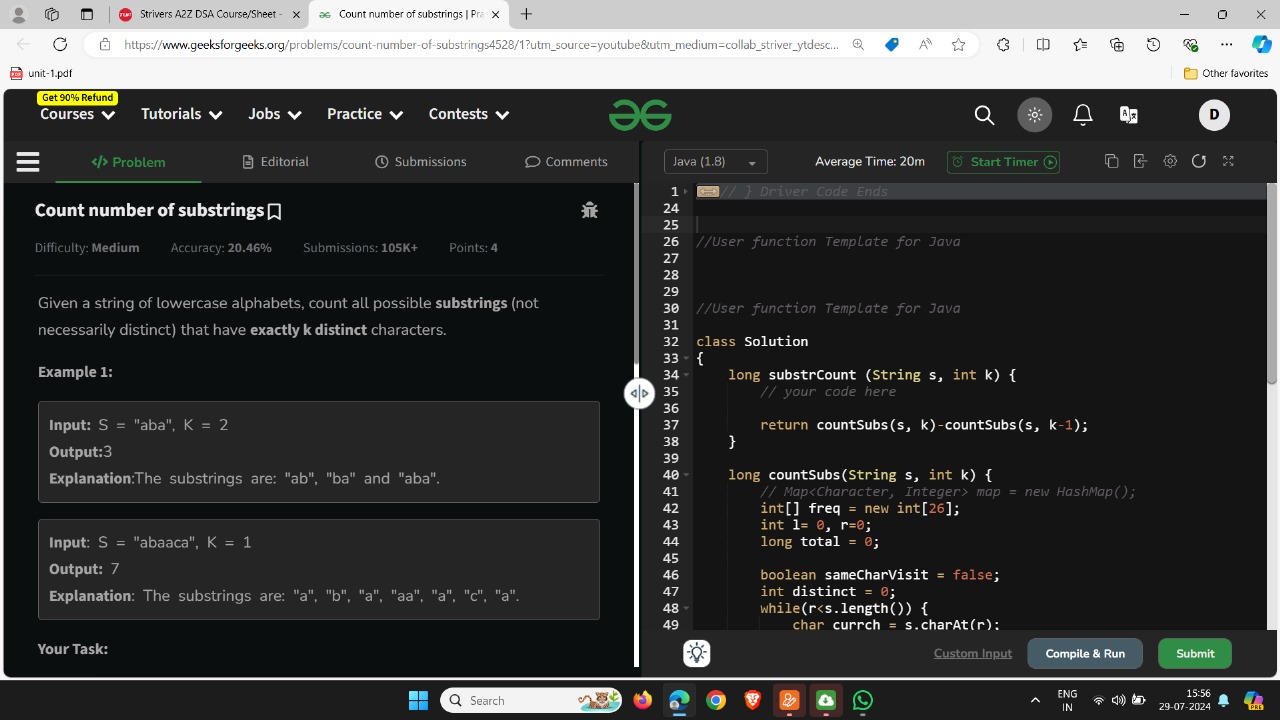 Strivers A2Z DSA Course/Sheet -
Count number of substrings | Pra
https://www.geeksforgeeks.org/problems/count-number-of-substrings4528/1?utm_source=youtube&utm_medium=collab_striver_ytdesc...
unit-1.pdf
Other favorites
Get 90% Refund
Courses
Tutorials
Jobs
Practice
Contests
D
Problem
Editorial
Submissions
Comments
Java (1.8)
Average Time: 20m
Start Timer
Count number of substrings
Difficulty: Medium Accuracy: 20.46% Submissions: 105K+ Points: 4
Given a string of lowercase alphabets, count all possible substrings (not
necessarily distinct) that have exactly k distinct characters.
Example 1:
Input: S = "aba", K = 2
Output:3
Explanation:The substrings are: "ab", "ba" and "aba".
Input: S = "abaaca", K = 1
Output: 7
Explanation: The substrings are: "a", "b", "a", "aa", "a", "c", "a".
Your Task:
1 // } Driver Code Ends
24
25
26 //User function Template for Java
27
28
29
30 //User function Template for Java
31
32 class Solution
33 {
34 long substrCount (String s, int k) {
35 // your code here
36
37 return countSubs(s, k)-countSubs(s, k-1);
38 }
39
40 long countSubs(String s, int k) {
41 // Map<Character, Integer> map = new HashMap();
42 int[] freq = new int[26];
43 int l= 0, r=0;
44 long total = 0;
45
46 boolean sameCharVisit = false;
47 int distinct = 0;
48 while(r<s.length()) {
49 char currch = s.charAt(r);
Custom Input
Compile & Run
Submit
Search
ENG
IN
15:56
29-07-2024